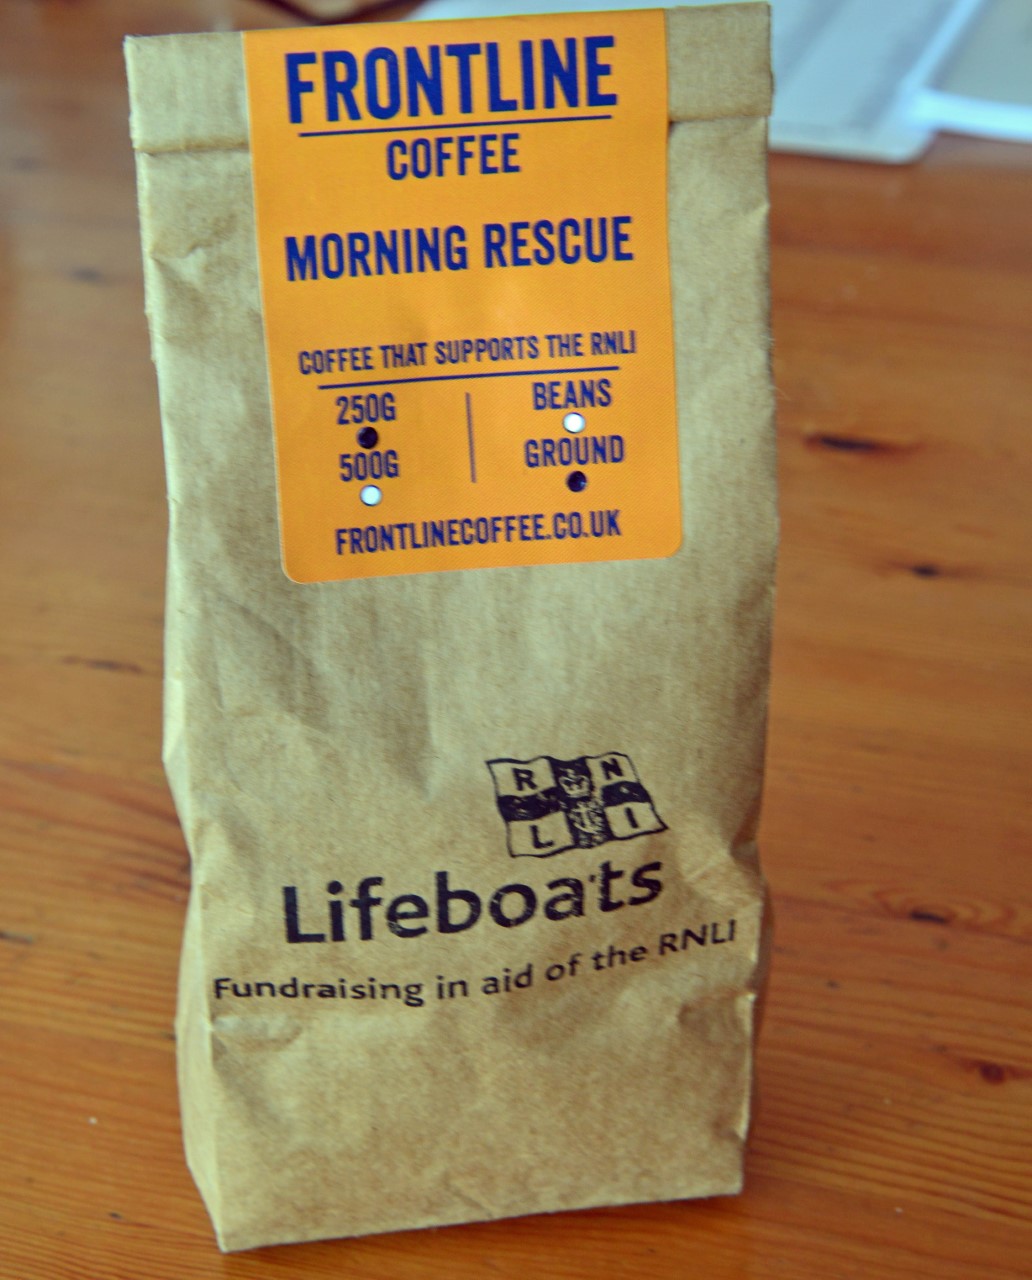 FRONTLINE
COFFEE
MORNING RESCUE
COFFEE THAT SUPPORTS THE RNLI
250G
BEANS
500G
GROUND
FRONTLINECOFFEE.CO.UK
R N
L I
Lifeboats
Fundraising in aid of the RNLI